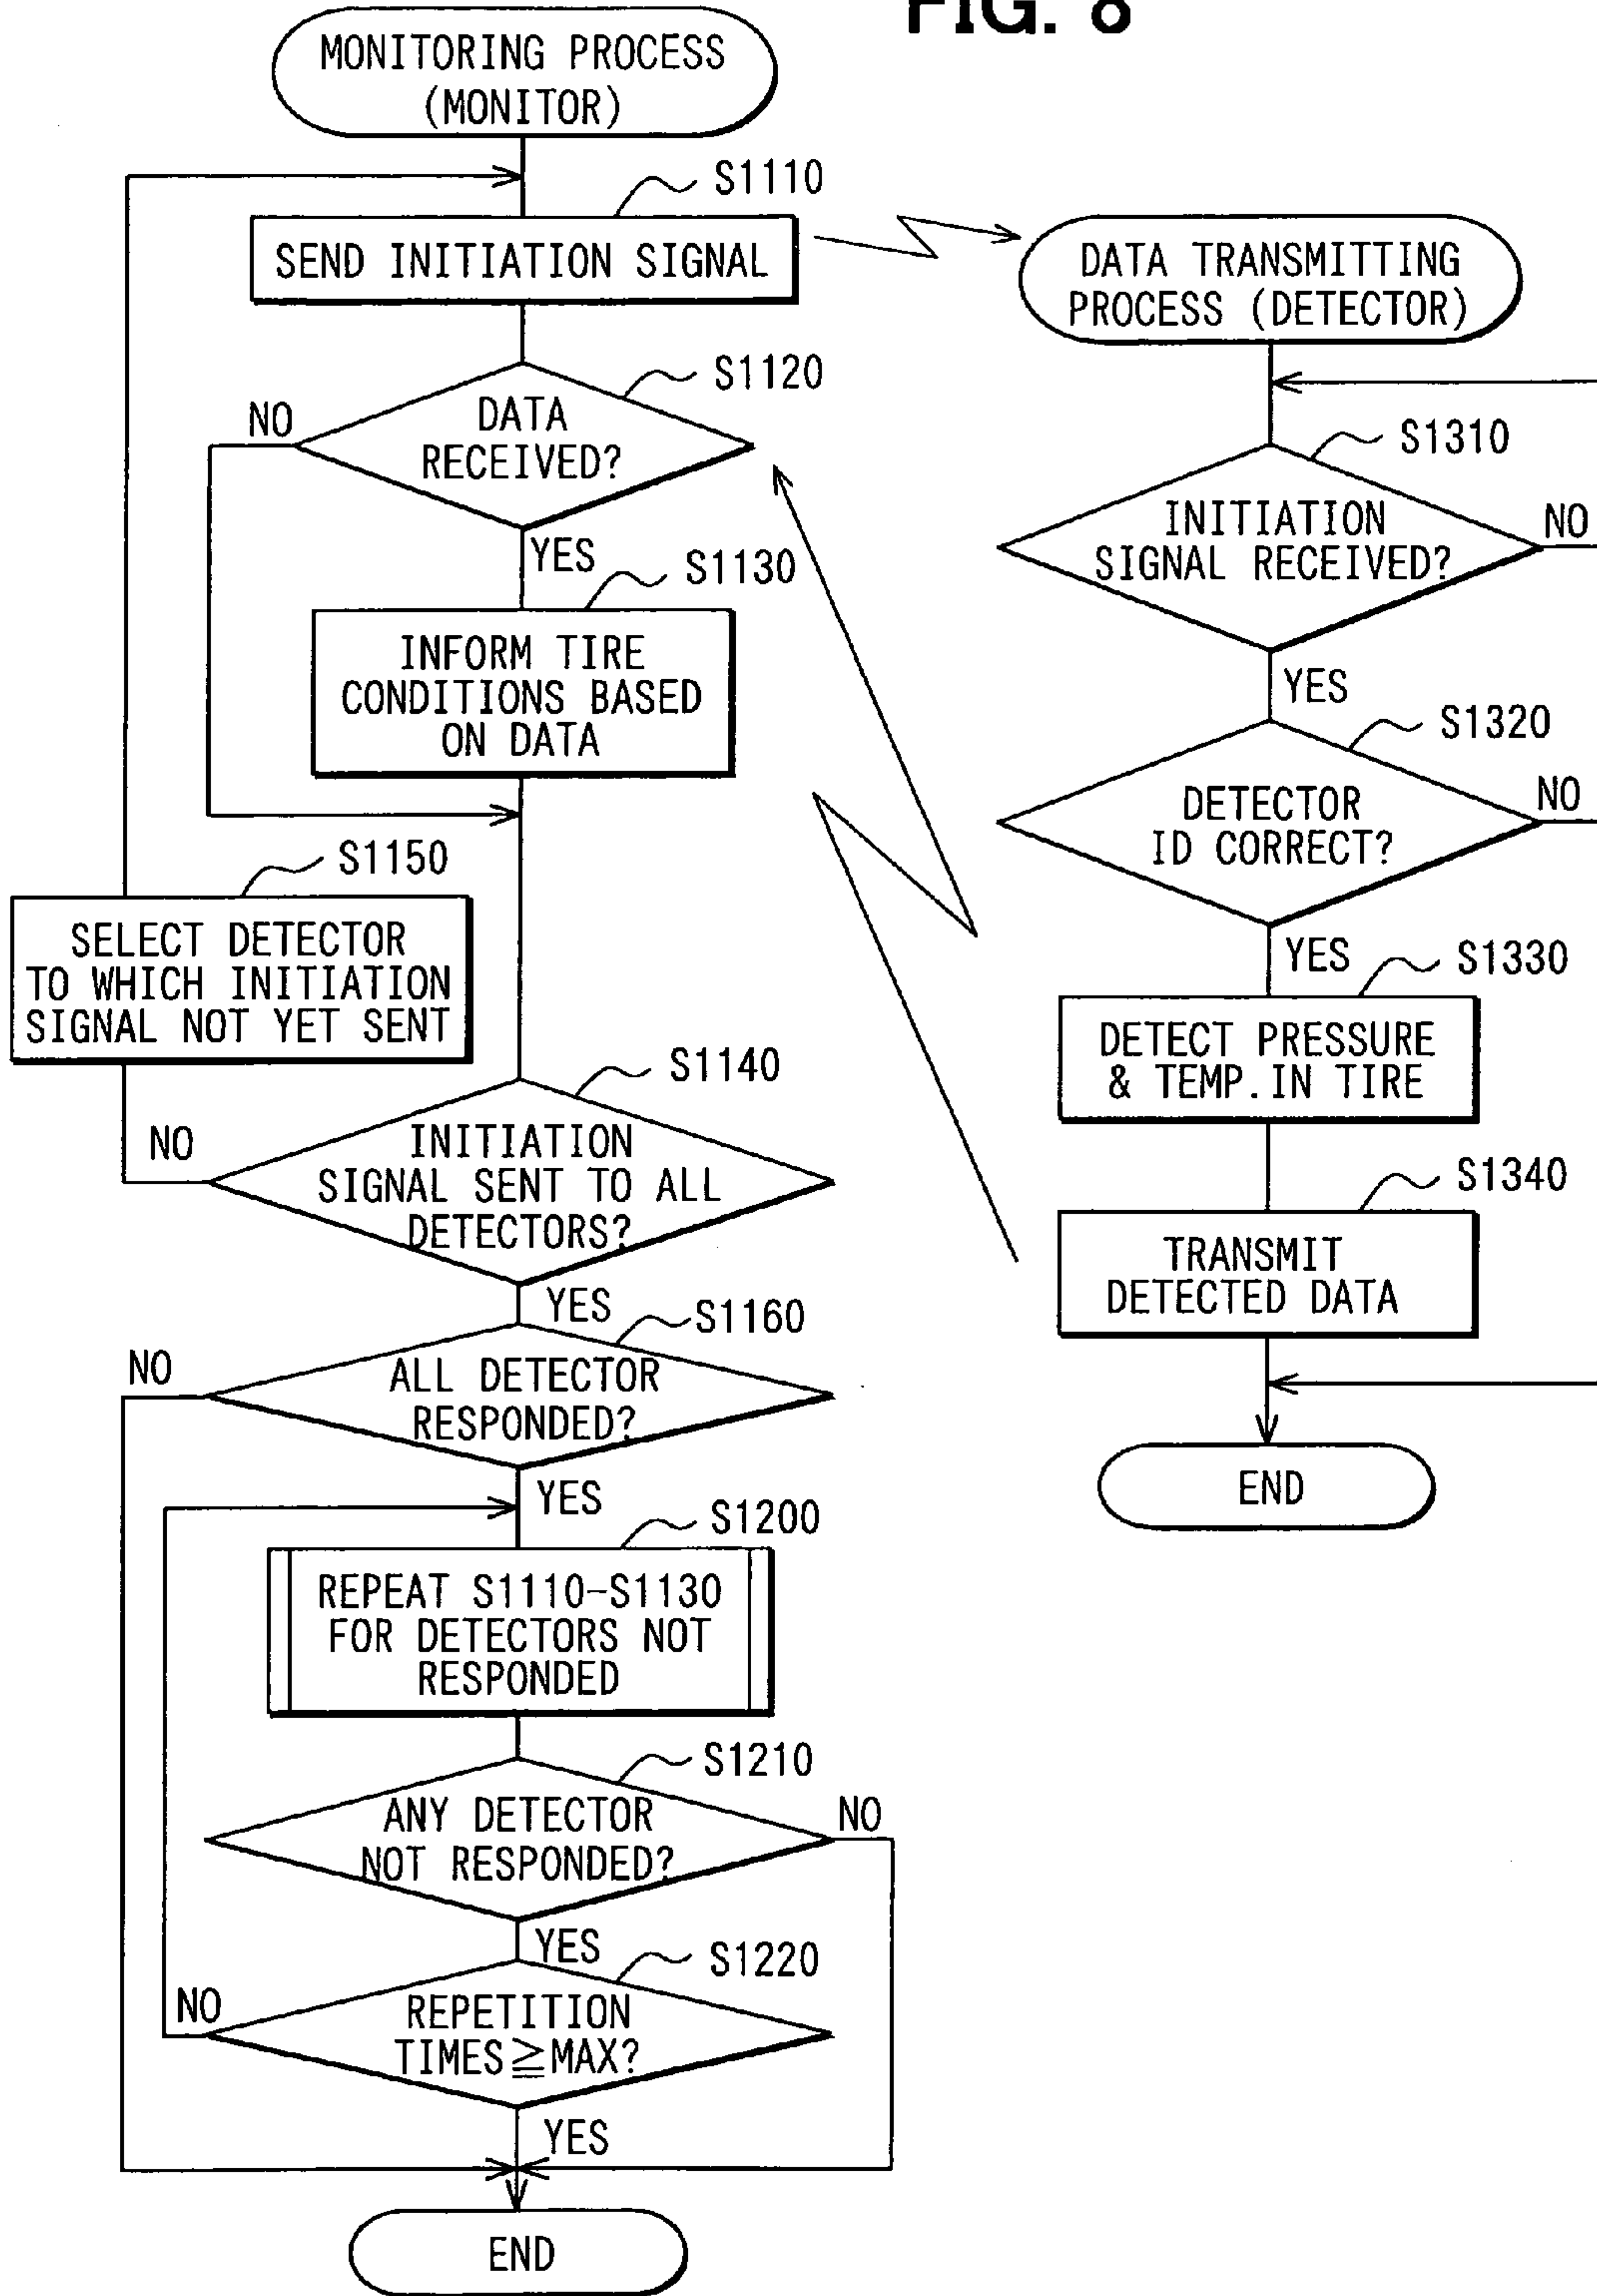 FIG. 8
MONITORING PROCESS
(MONITOR)
S1110
SEND INITIATION SIGNAL
S1120
DATA
RECEIVED?
NO
YES
S1130
INFORM TIRE
CONDITIONS BASED
ON DATA
S1150
SELECT DETECTOR
TO WHICH INITIATION
SIGNAL NOT YET SENT
S1140
INITIATION
SIGNAL SENT TO ALL
DETECTORS?
NO
YES
S1160
ALL DETECTOR
RESPONDED?
NO
YES
S1200
REPEAT S1110-S1130
FOR DETECTORS NOT
RESPONDED
S1210
ANY DETECTOR
NOT RESPONDED?
NO
YES
S1220
REPETITION
TIMES≧MAX?
NO
YES
END
DATA TRANSMITTING
PROCESS (DETECTOR)
S1310
INITIATION
SIGNAL RECEIVED?
NO
YES
S1320
DETECTOR
ID CORRECT?
NO
YES
S1330
DETECT PRESSURE
& TEMP. IN TIRE
S1340
TRANSMIT
DETECTED DATA
END